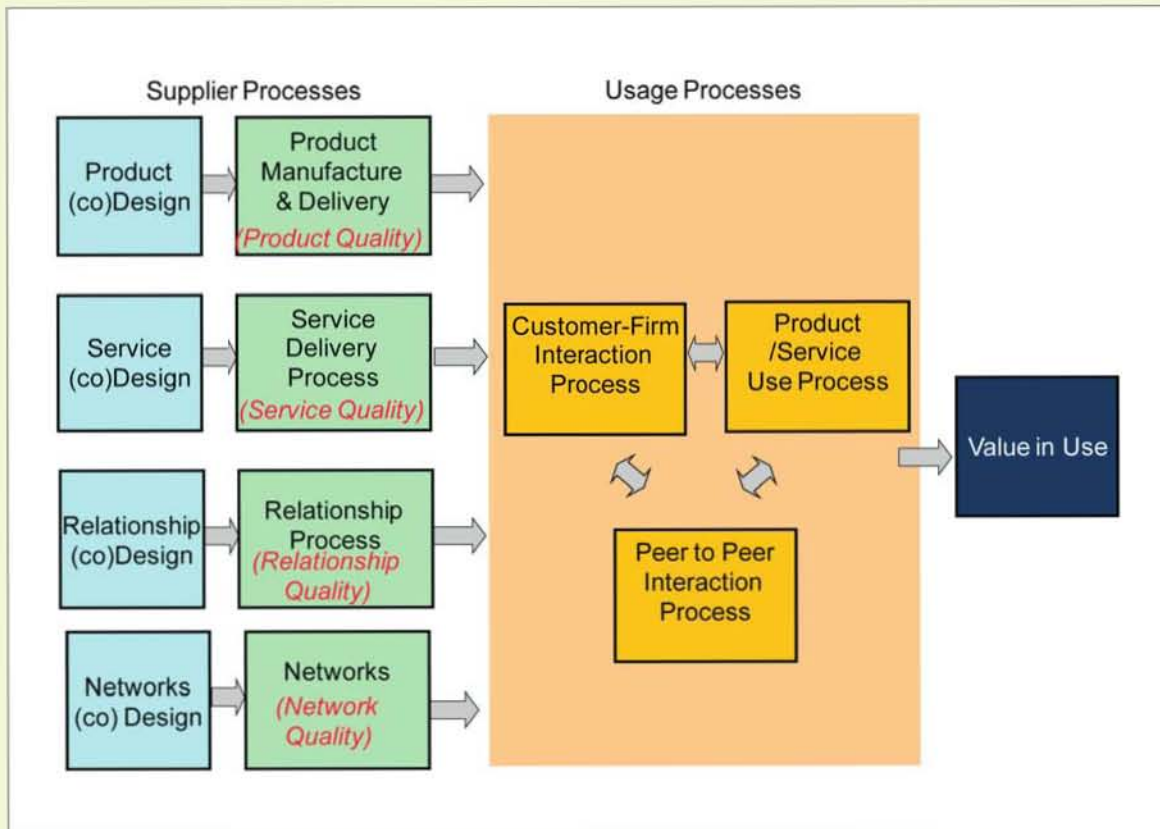 Supplier Processes
Usage Processes
Product
(co)Design
Product
Manufacture
& Delivery
(Product Quality)
Service
(co)Design
Service
Delivery
Process
(Service Quality)
Relationship
(co)Design
Relationship
Process
(Relationship
Quality)
Networks
(co) Design
Networks
(Network
Quality)
Customer-Firm
Interaction
Process
Product
/Service
Use Process
Peer to Peer
Interaction
Process
Value in Use